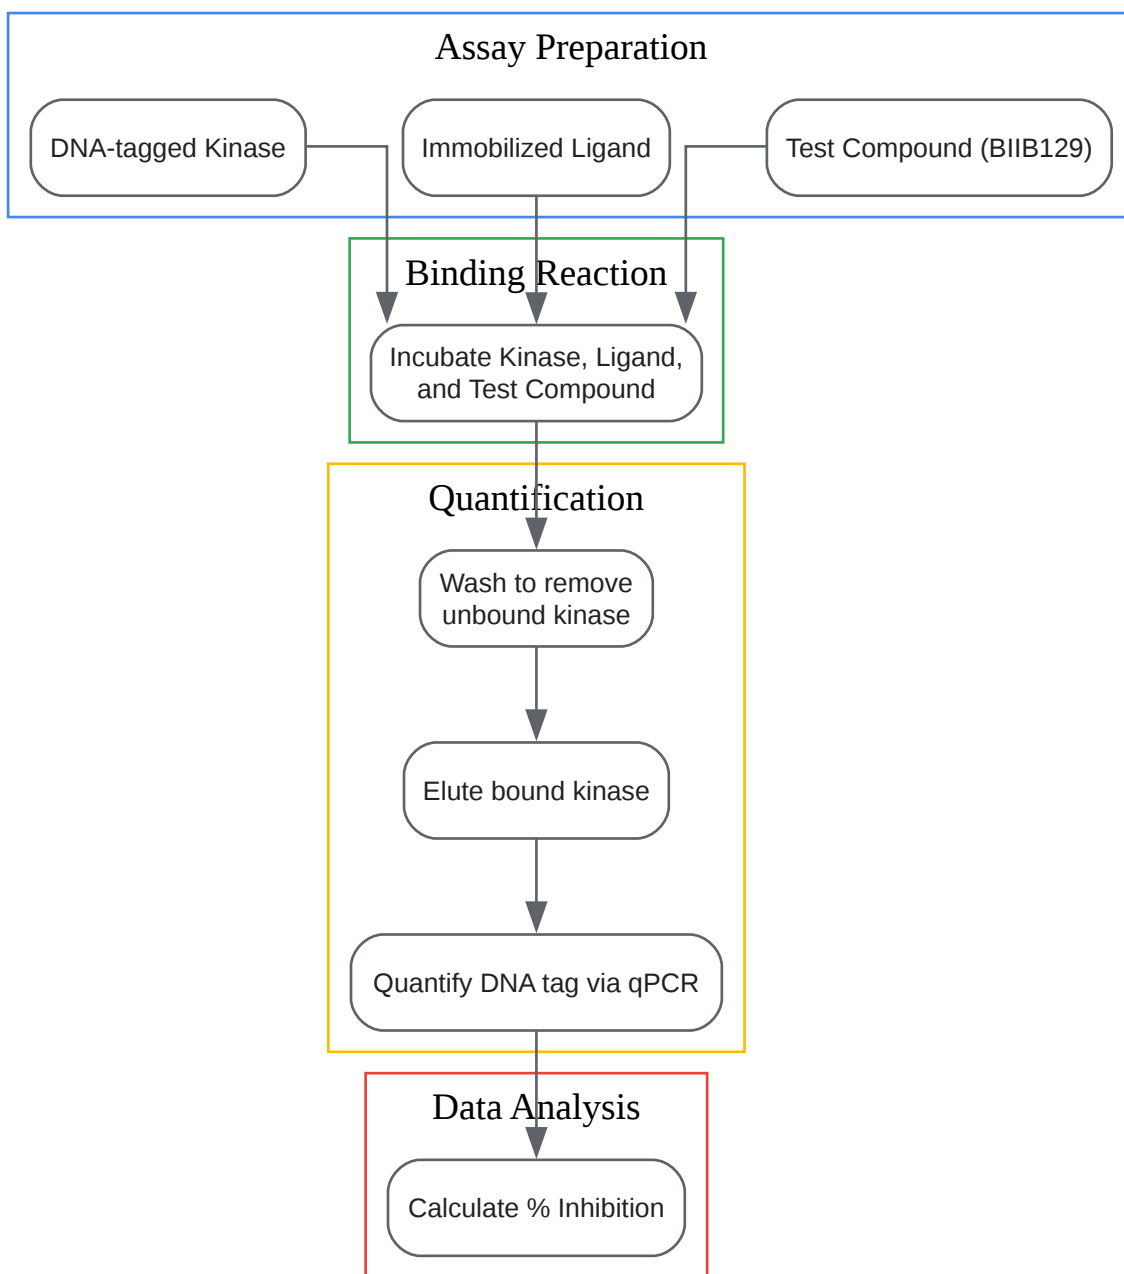 Assay Preparation
DNA-tagged Kinase
Immobilized Ligand
Test Compound (BIIB129)
Binding Reaction
Incubate Kinase, Ligand,
and Test Compound
Quantification
Wash to remove
unbound kinase
Elute bound kinase
Quantify DNA tag via qPCR
Data Analysis
Calculate % Inhibition